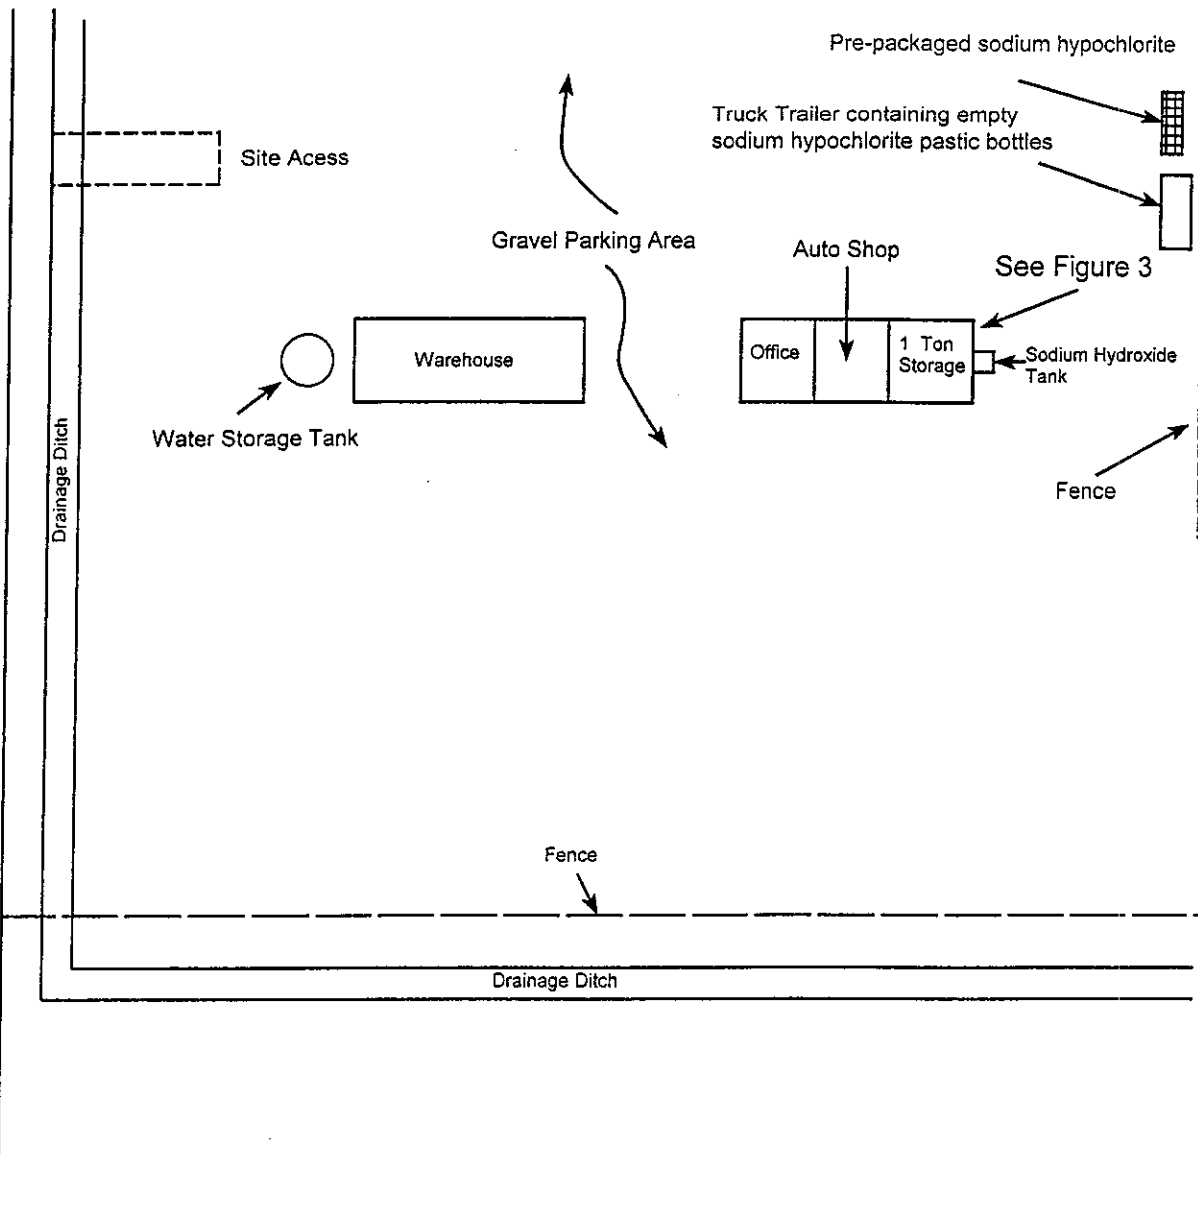 Pre-packaged sodium hypochlorite
Truck Trailer containing empty
sodium hypochlorite pastic bottles
Site Acess
Gravel Parking Area
Auto Shop
See Figure 3
Office
1 Ton
Storage
Warehouse
Sodium Hydroxide
Tank
Water Storage Tank
Drainage Ditch
Fence
Fence
Drainage Ditch